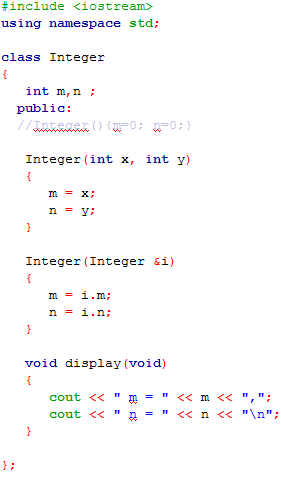 #include <iostream>
using namespace std;
class Integer
{
int m,n ;
public:
//Integer(){m=0; n=0;}
Integer(int x, int y)
{
m = x;
n = y;
}
Integer(Integer &i)
{
m = i.m;
n = i.n;
}
void display(void)
{
cout << " m = " << m << ",";
cout << " n = " << n << "\n";
}
};